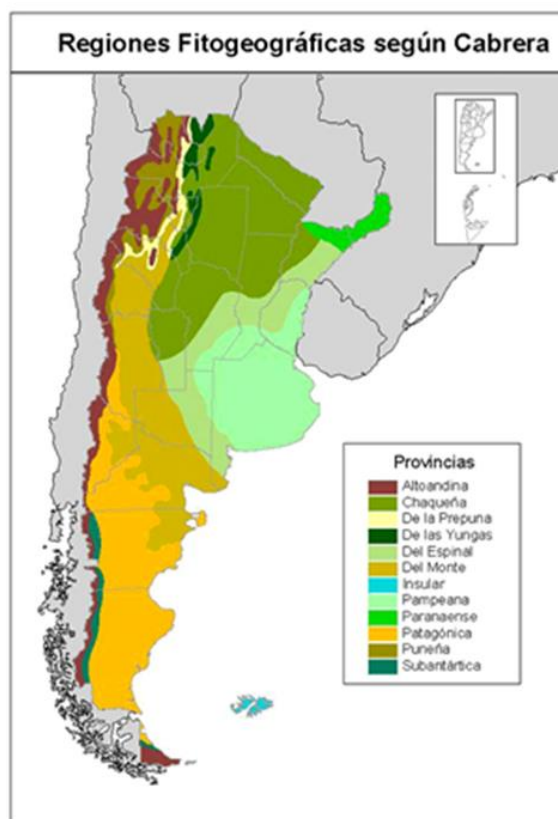 Regiones Fitogeográficas según Cabrera
Provincias
Altoandina
Chaqueña
De la Prepuna
De las Yungas
Del Espinal
Del Monte
Insular
Pampeana
Paranaense
Patagónica
Puneña
Subantártica